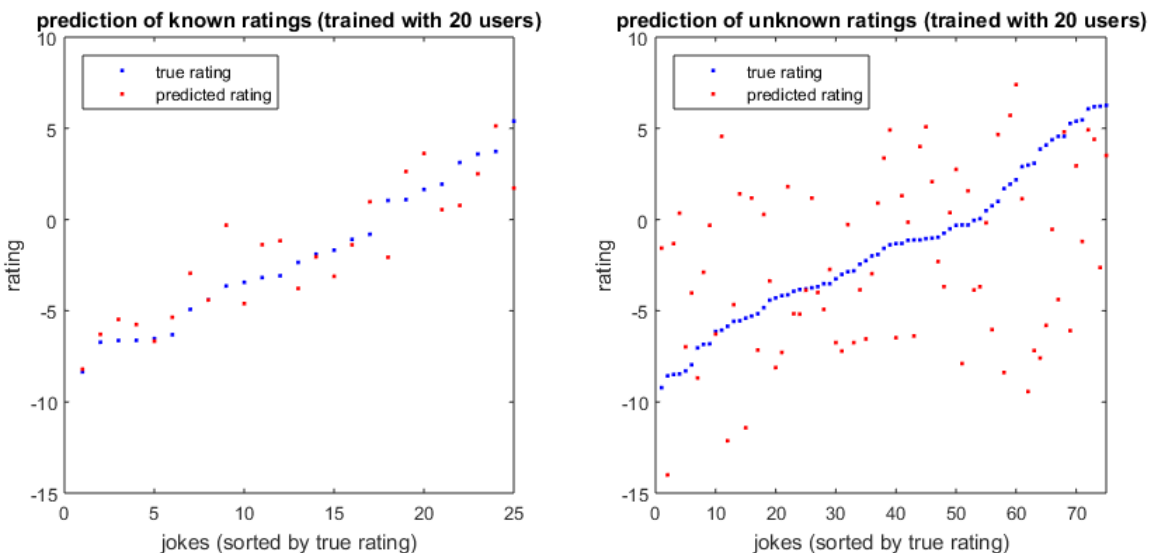 prediction of known ratings (trained with 20 users)
10
5
0
-5
-10
-15
rating
true rating
predicted rating
0 5 10 15 20 25
jokes (sorted by true rating)
prediction of unknown ratings (trained with 20 users)
10
5
0
-5
-10
-15
rating
true rating
predicted rating
0 10 20 30 40 50 60 70
jokes (sorted by true rating)